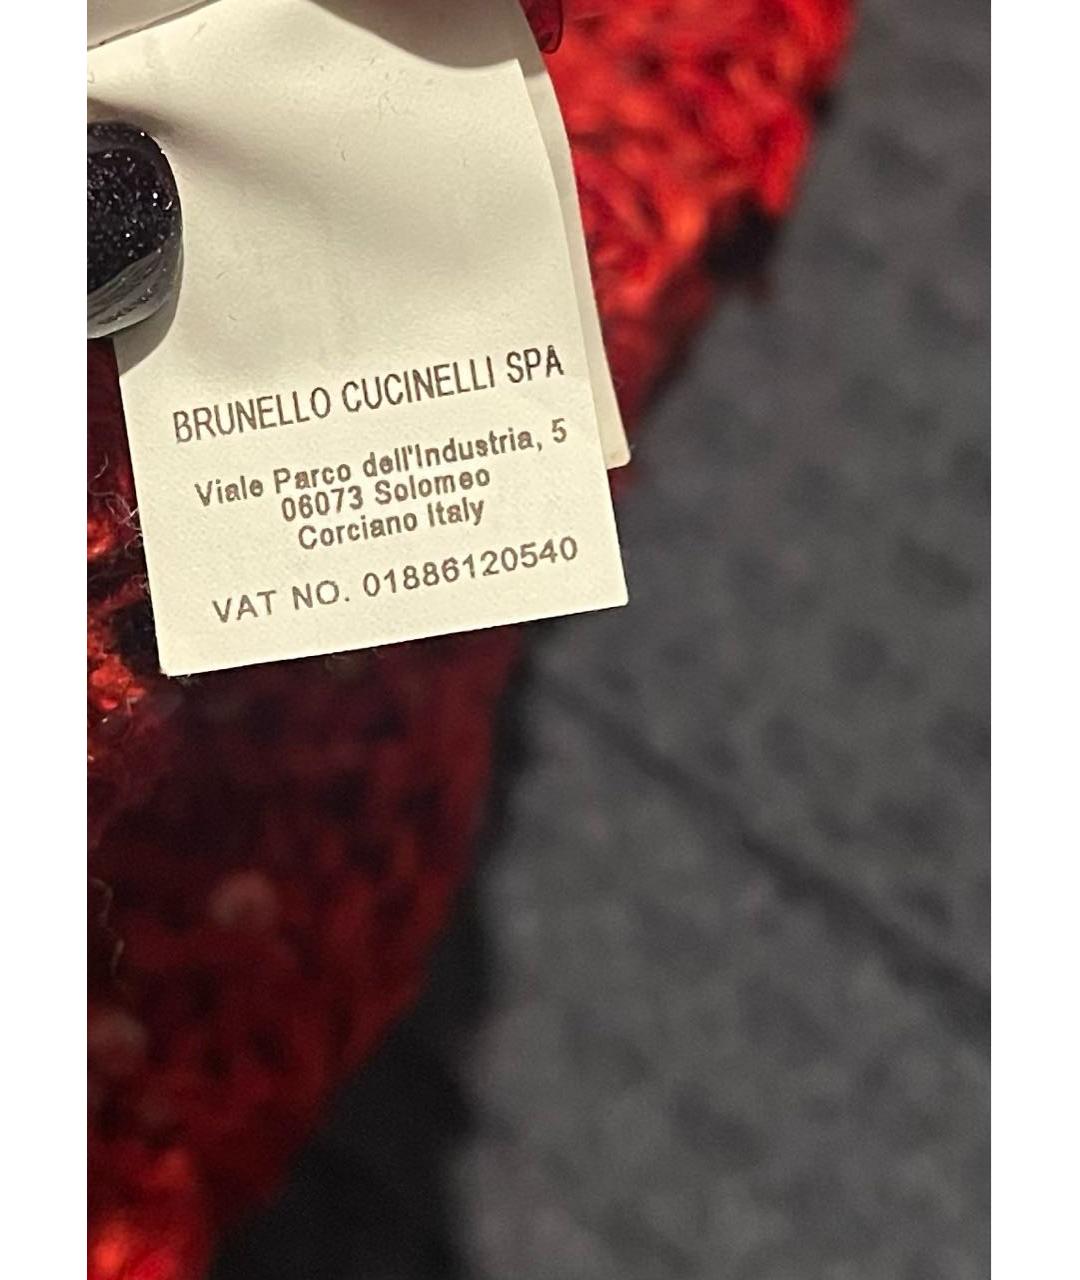 BRUNELLO CUCINELLI SPA
Viale Parco dell'Industria, 5
06073 Solomeo
Corciano Italy
VAT NO. 01886120540